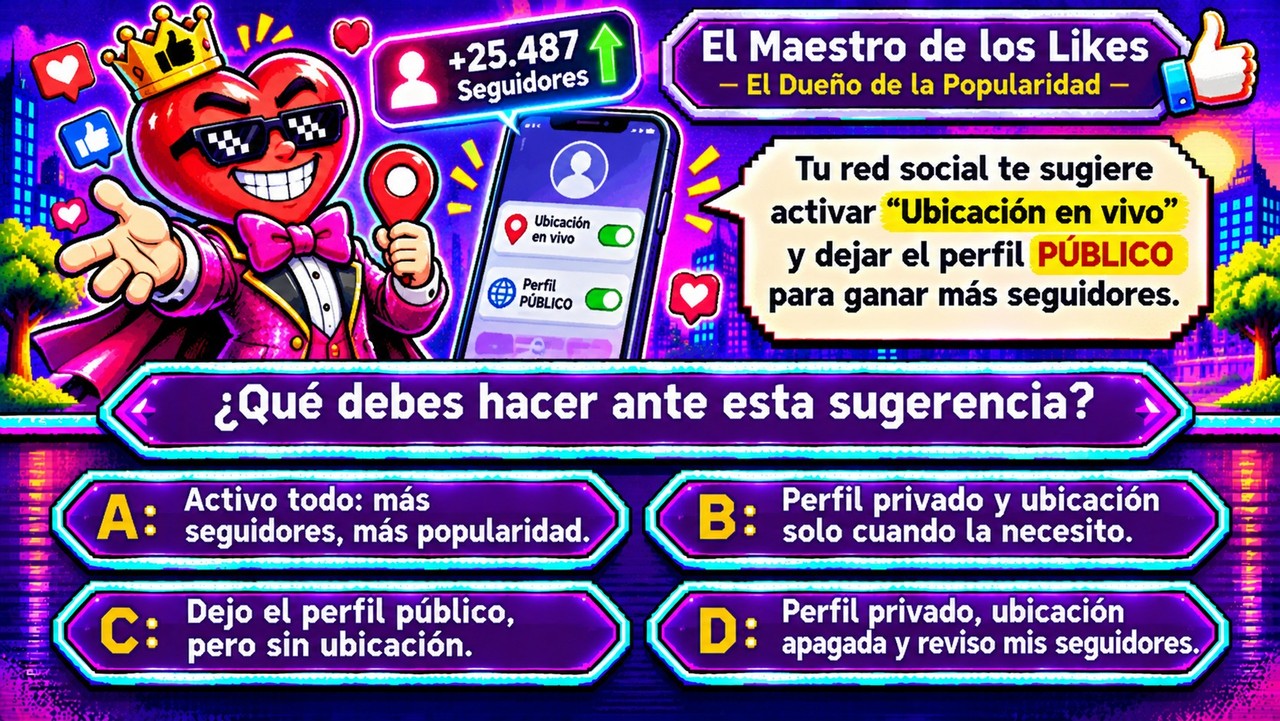 +25.487
Seguidores
El Maestro de los Likes
– El Dueño de la Popularidad –
Ubicación
en vivo
Perfil
PÚBLICO
Tu red social te sugiere
activar “Ubicación en vivo”
y dejar el perfil PÚBLICO
para ganar más seguidores.
¿Qué debes hacer ante esta sugerencia?
A: Activo todo: más
seguidores, más popularidad.
B: Perfil privado y ubicación
solo cuando la necesito.
C: Dejo el perfil público,
pero sin ubicación.
D: Perfil privado, ubicación
apagada y reviso mis seguidores.